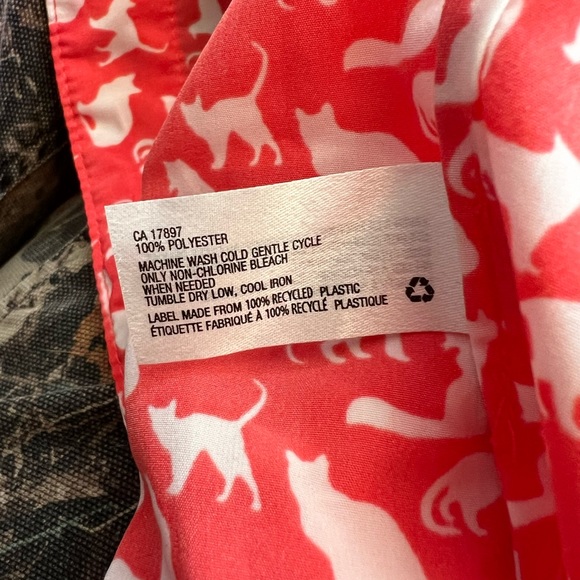 CA 17897
100% POLYESTER
MACHINE WASH COLD GENTLE CYCLE
ONLY NON-CHLORINE BLEACH
WHEN NEEDED
TUMBLE DRY LOW, COOL IRON
LABEL MADE FROM 100% RECYCLED PLASTIC
ÉTIQUETTE FABRIQUÉ À 100% RECYCLÉ PLASTIQUE